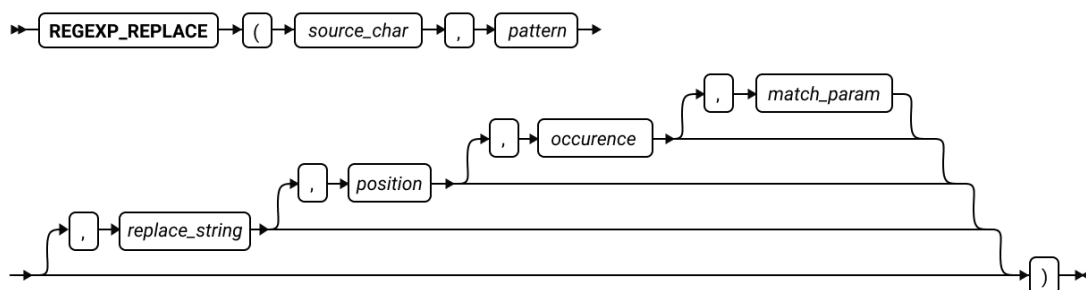 REGEXP_REPLACE ( source_char , pattern
, match_param
, occurence
, position
, replace_string
)